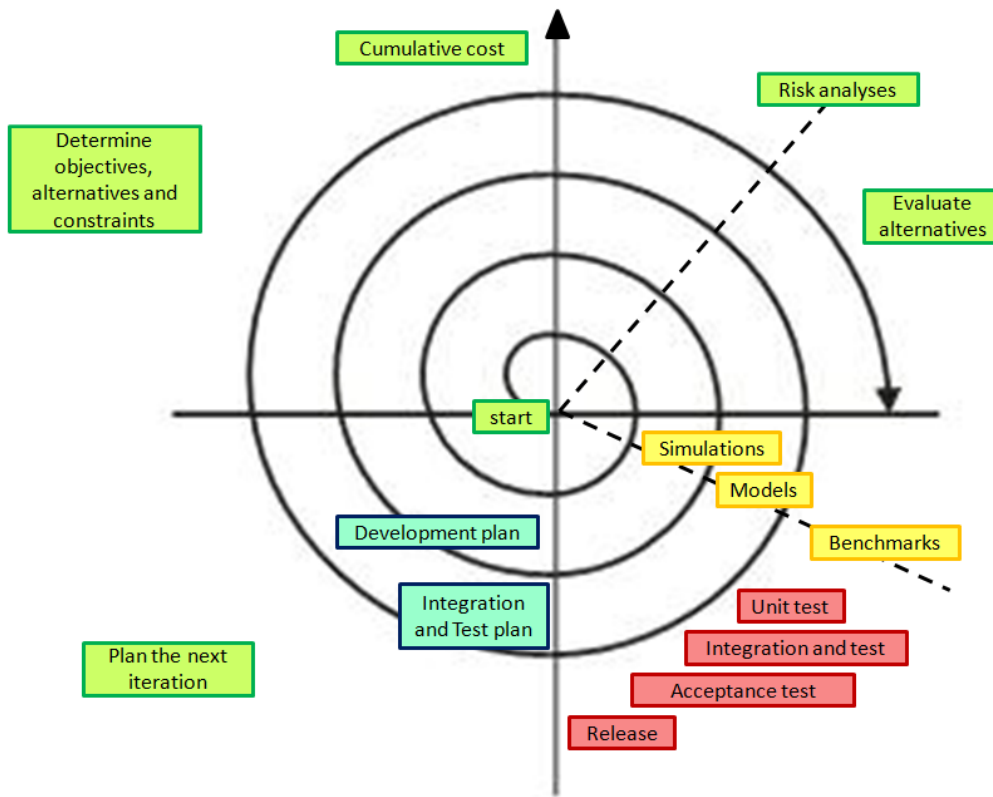 Cumulative cost
Risk analyses
Determine
objectives,
alternatives and
constraints
Evaluate
alternatives
start
Simulations
Models
Benchmarks
Development plan
Integration
and Test plan
Unit test
Integration and test
Acceptance test
Release
Plan the next
iteration